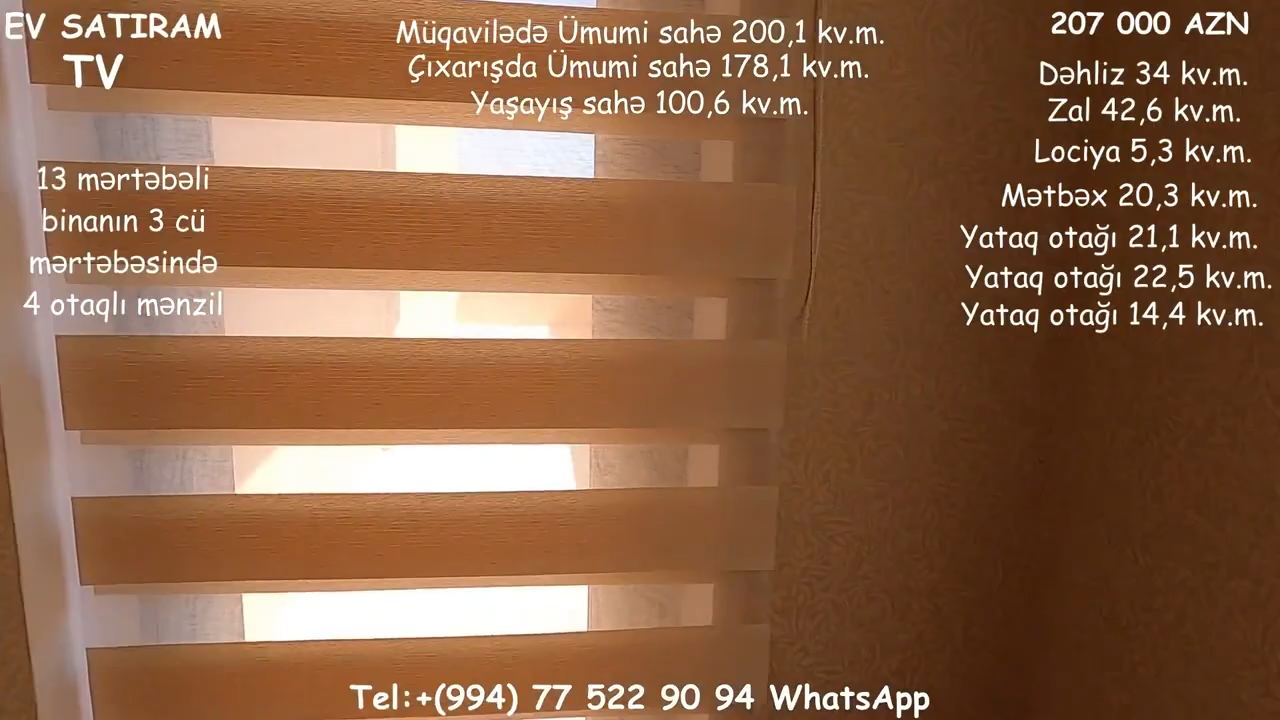 EV SATIRAM
TV
Müqavilədə Ümumi sahə 200,1 kv.m.
Çıxarışda Ümumi sahə 178,1 kv.m.
Yaşayış sahə 100,6 kv.m.
207 000 AZN
Dəhliz 34 kv.m.
Zal 42,6 kv.m.
Lociya 5,3 kv.m.
Mətbəx 20,3 kv.m.
Yataq otağı 21,1 kv.m.
Yataq otağı 22,5 kv.m.
Yataq otağı 14,4 kv.m.
13 mərtəbəli
binanın 3 cü
mərtəbəsində
4 otaqlı mənzil
Tel:+(994) 77 522 90 94 WhatsApp